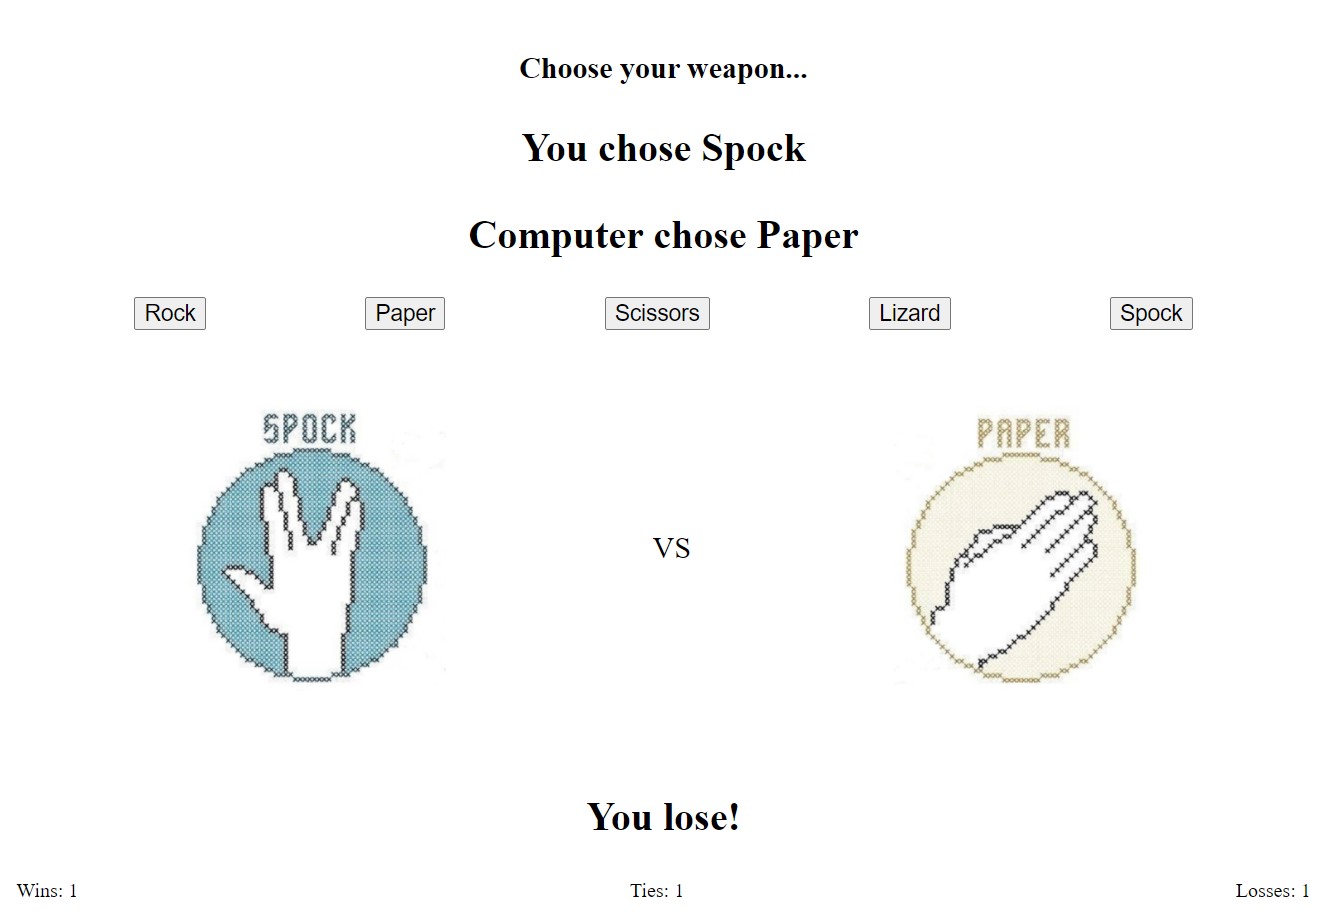 Choose your weapon...
You chose Spock
Computer chose Paper
Rock Paper Scissors Lizard Spock
SPOCK
PAPER
VS
You lose!
Wins: 1 Ties: 1 Losses: 1